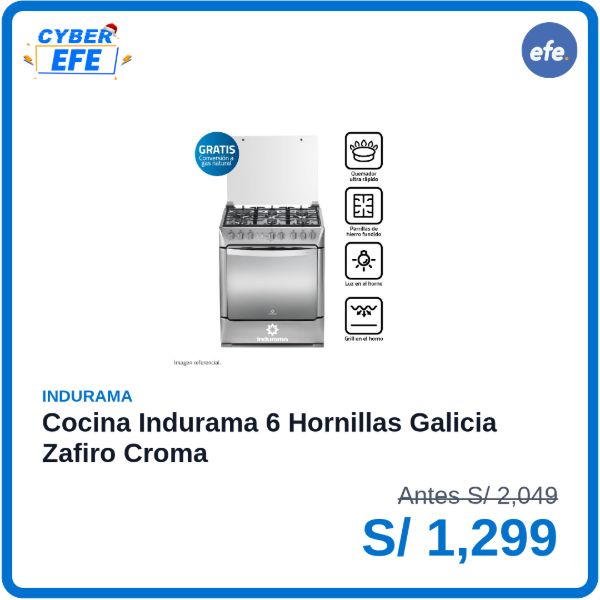 CYBER
EFE
efe.
GRATIS
Conversión a
gas natural
Quemador
ultra rápido
Parrillas de
hierro fundido
Luz en el horno
Grill en el horno
indurama
Imagen referencial.
INDURAMA
Cocina Indurama 6 Hornillas Galicia
Zafiro Croma
Antes S/ 2,049
S/ 1,299